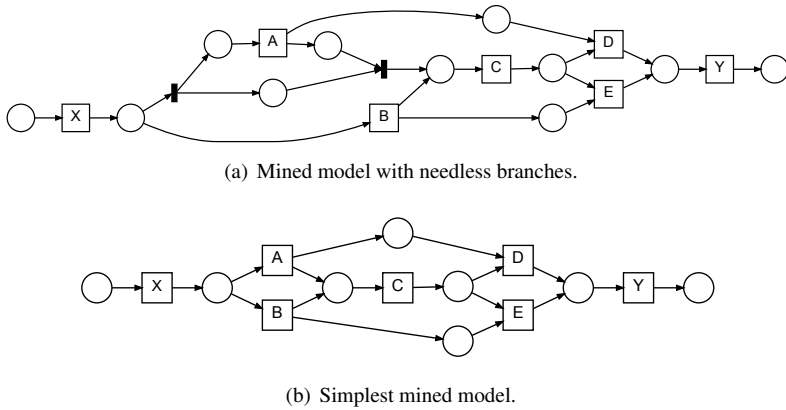 A
D
C
Y
E
X
B
(a) Mined model with needless branches.
A
D
X
C
Y
B
E
(b) Simplest mined model.